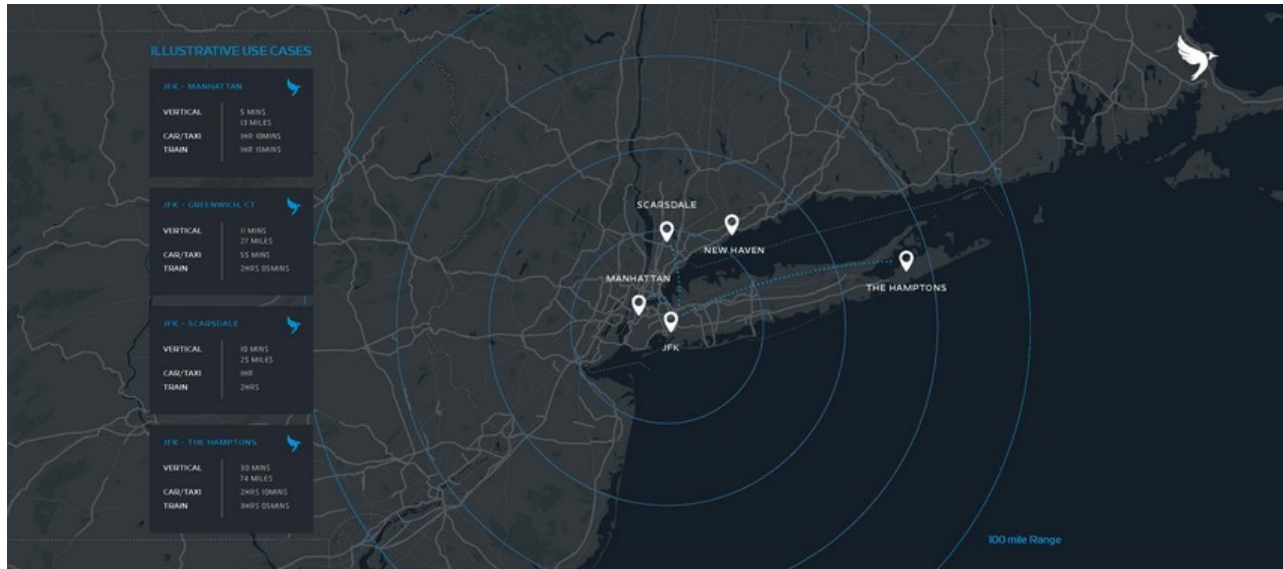 ILLUSTRATIVE USE CASES
JFK - MANHATTAN
VERTICAL 5 MINS
13 MILES
CAR/TAXI 1HR 10MINS
TRAIN 1HR 15MINS
JFK - GREENWICH, CT
VERTICAL 11 MINS
27 MILES
CAR/TAXI 55 MINS
TRAIN 2HRS 05MINS
JFK - SCARSDALE
VERTICAL 10 MINS
25 MILES
CAR/TAXI 1HR
TRAIN 2HRS
JFK - THE HAMPTONS
VERTICAL 30 MINS
74 MILES
CAR/TAXI 2HRS 10MINS
TRAIN 3HRS 05MINS
SCARSDALE
NEW HAVEN
MANHATTAN
THE HAMPTONS
JFK
100 mile Range